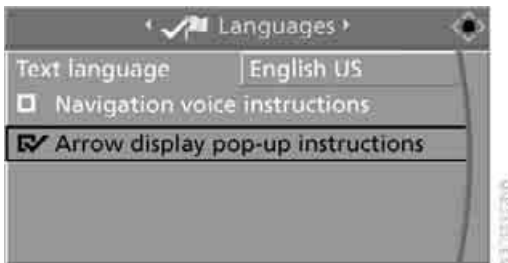 Languages
Text language English US
Navigation voice instructions
Arrow display pop-up instructions